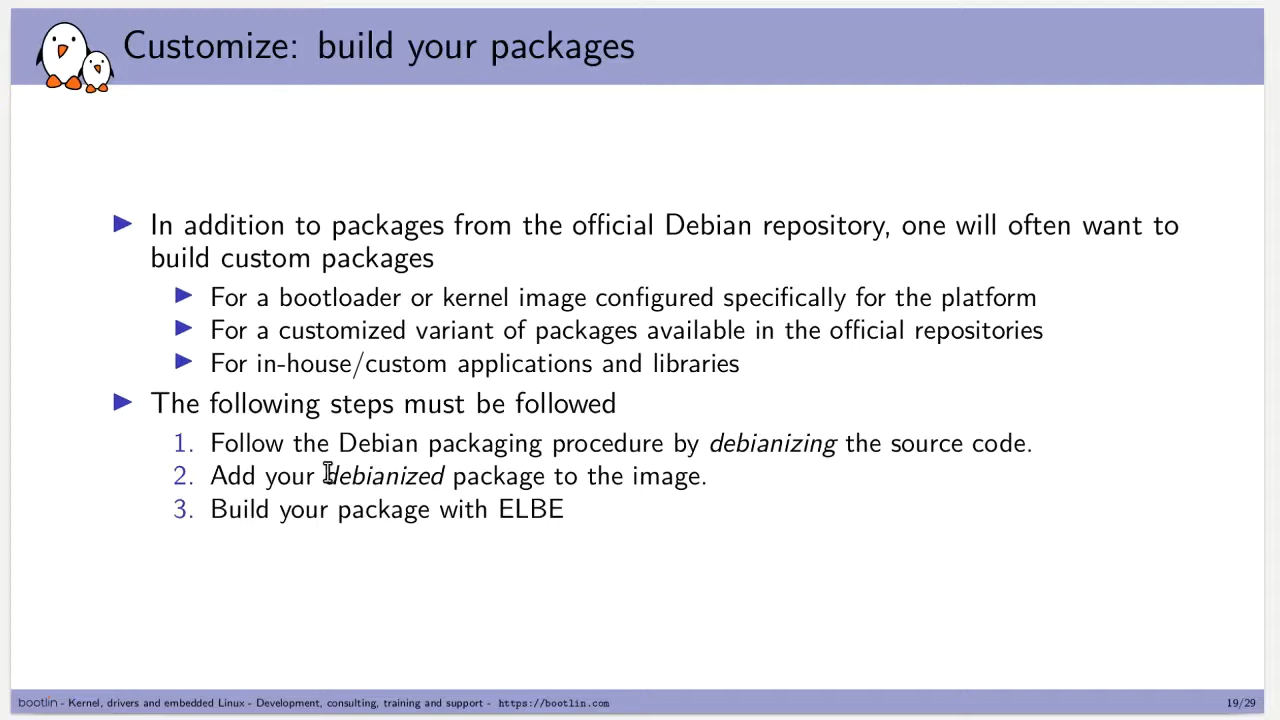 Customize: build your packages
In addition to packages from the official Debian repository, one will often want to
build custom packages
For a bootloader or kernel image configured specifically for the platform
For a customized variant of packages available in the official repositories
For in-house/custom applications and libraries
The following steps must be followed
1. Follow the Debian packaging procedure by debianizing the source code.
2. Add your debianized package to the image.
3. Build your package with ELBE
bootlin - Kernel, drivers and embedded Linux - Development, consulting, training and support - https://bootlin.com
19/29